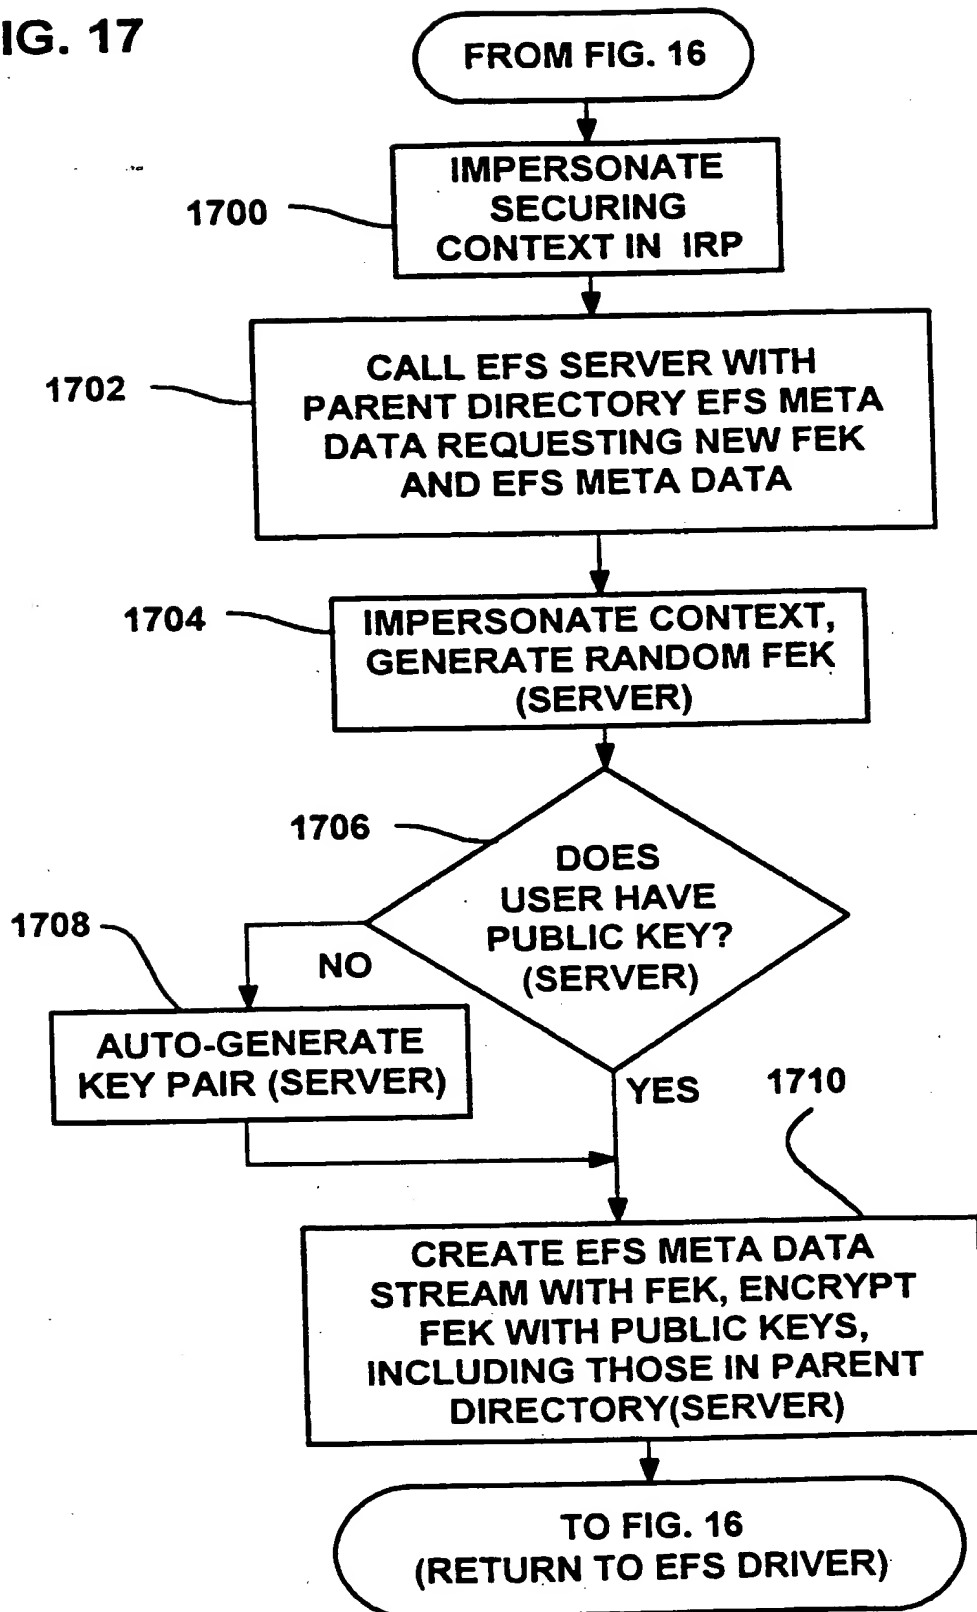 IG. 17
FROM FIG. 16
1700
IMPERSONATE
SECURING
CONTEXT IN IRP
1702
CALL EFS SERVER WITH
PARENT DIRECTORY EFS META
DATA REQUESTING NEW FEK
AND EFS META DATA
1704
IMPERSONATE CONTEXT,
GENERATE RANDOM FEK
(SERVER)
1706
DOES
USER HAVE
PUBLIC KEY?
(SERVER)
1708
NO
AUTO-GENERATE
KEY PAIR (SERVER)
YES
1710
CREATE EFS META DATA
STREAM WITH FEK, ENCRYPT
FEK WITH PUBLIC KEYS,
INCLUDING THOSE IN PARENT
DIRECTORY(SERVER)
TO FIG. 16
(RETURN TO EFS DRIVER)